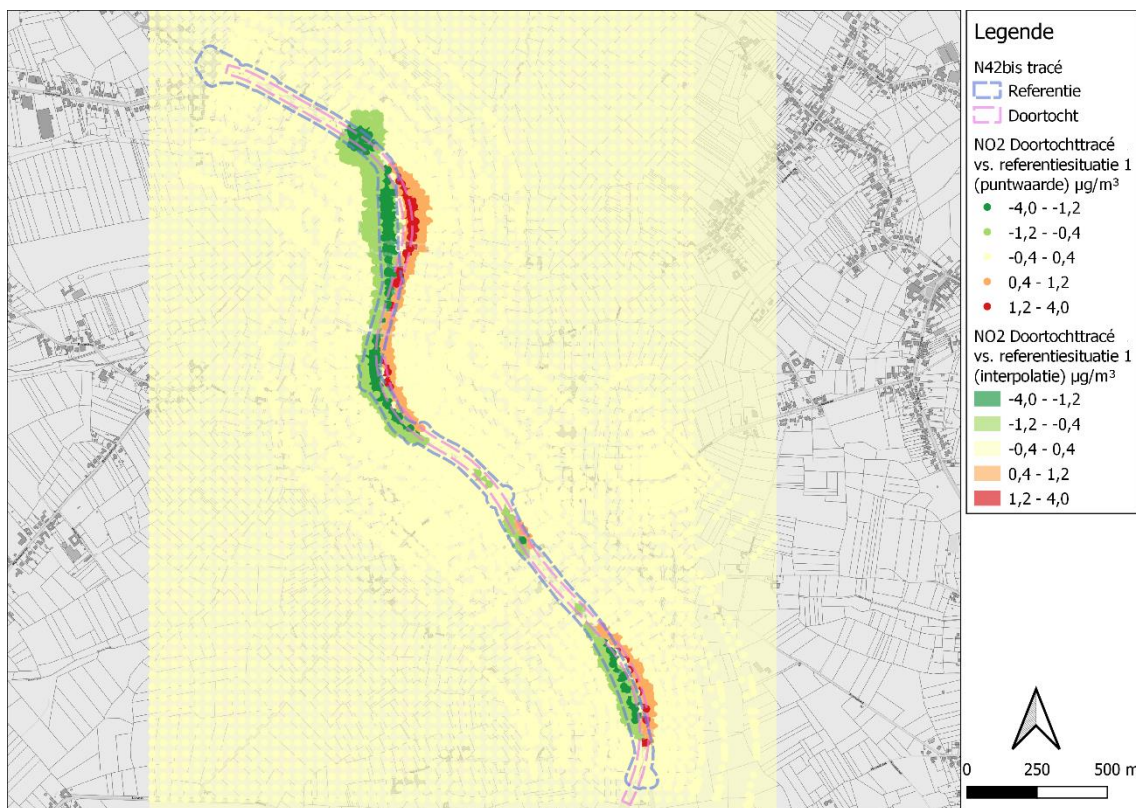 Legende
N42bis tracé
Referentie
Doortocht
NO2 Doortochttracé
vs. referentiesituatie 1
(puntwaarde) µg/m³
-4,0 - -1,2
-1,2 - -0,4
-0,4 - 0,4
0,4 - 1,2
1,2 - 4,0
NO2 Doortochttracé
vs. referentiesituatie 1
(interpolatie) µg/m³
-4,0 - -1,2
-1,2 - -0,4
-0,4 - 0,4
0,4 - 1,2
1,2 - 4,0
0 250 500 m